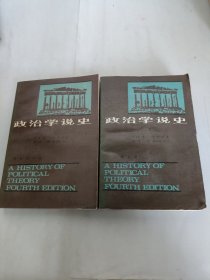 政治学说史
A HISTORY OF
POLITICAL
THEORY
FOURTH EDITION
政治学说史
A HISTORY OF
POLITICAL
THEORY
FOURTH EDITION